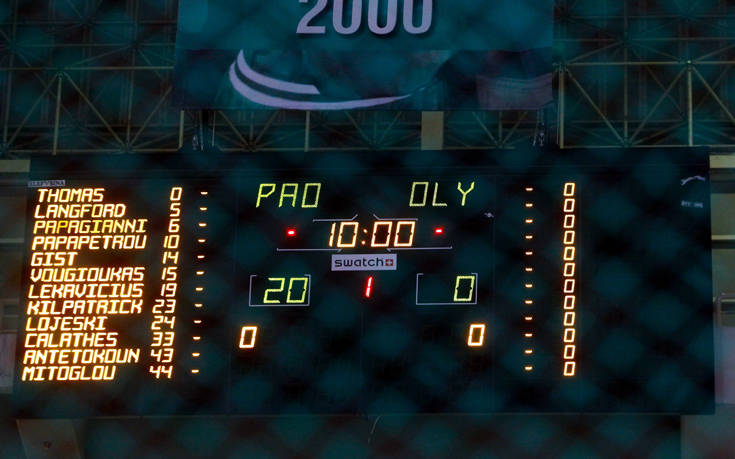 2000
THOMAS 0 -
LANGFORD 5 -
PAPAGIANNI 6 -
PAPAPETROU 10 -
GIST 14 -
VOUGIOUKAS 15 -
LEKAVICIUS 19 -
KILPATRICK 23 -
LOJESKI 24 -
CALATHES 33 -
ANTETOKOUN 43 -
MITOGLOU 44 -
PAO OLY
10:00
swatch
20 1 0
0 0
- 0
- 0
- 0
- 0
- 0
- 0
- 0
- 0
- 0
- 0
- 0
- 0